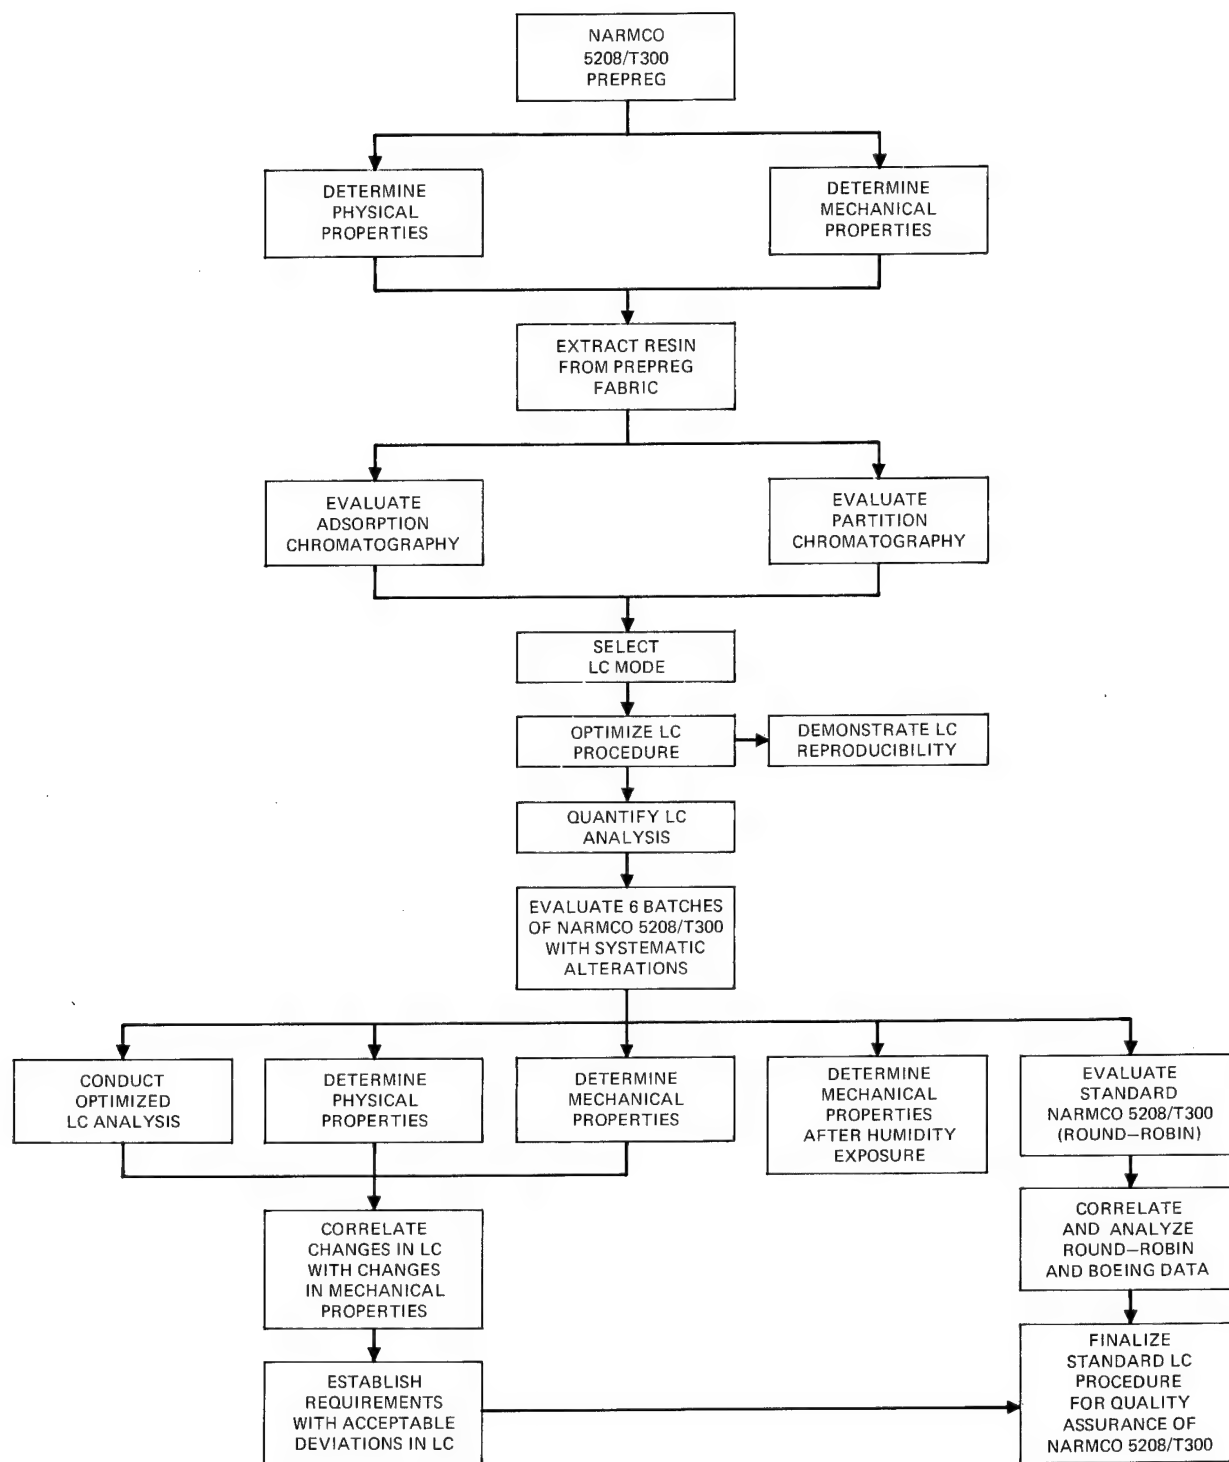 NARMCO
5208/T300
PREPREG
DETERMINE
PHYSICAL
PROPERTIES
DETERMINE
MECHANICAL
PROPERTIES
EXTRACT RESIN
FROM PREPREG
FABRIC
EVALUATE
ADSORPTION
CHROMATOGRAPHY
EVALUATE
PARTITION
CHROMATOGRAPHY
SELECT
LC MODE
OPTIMIZE LC
PROCEDURE
DEMONSTRATE LC
REPRODUCIBILITY
QUANTIFY LC
ANALYSIS
EVALUATE 6 BATCHES
OF NARMCO 5208/T300
WITH SYSTEMATIC
ALTERATIONS
CONDUCT
OPTIMIZED
LC ANALYSIS
DETERMINE
PHYSICAL
PROPERTIES
DETERMINE
MECHANICAL
PROPERTIES
DETERMINE
MECHANICAL
PROPERTIES
AFTER HUMIDITY
EXPOSURE
EVALUATE
STANDARD
NARMCO 5208/T300
(ROUND–ROBIN)
CORRELATE
CHANGES IN LC
WITH CHANGES
IN MECHANICAL
PROPERTIES
CORRELATE
AND ANALYZE
ROUND–ROBIN
AND BOEING DATA
ESTABLISH
REQUIREMENTS
WITH ACCEPTABLE
DEVIATIONS IN LC
FINALIZE
STANDARD LC
PROCEDURE
FOR QUALITY
ASSURANCE OF
NARMCO 5208/T300